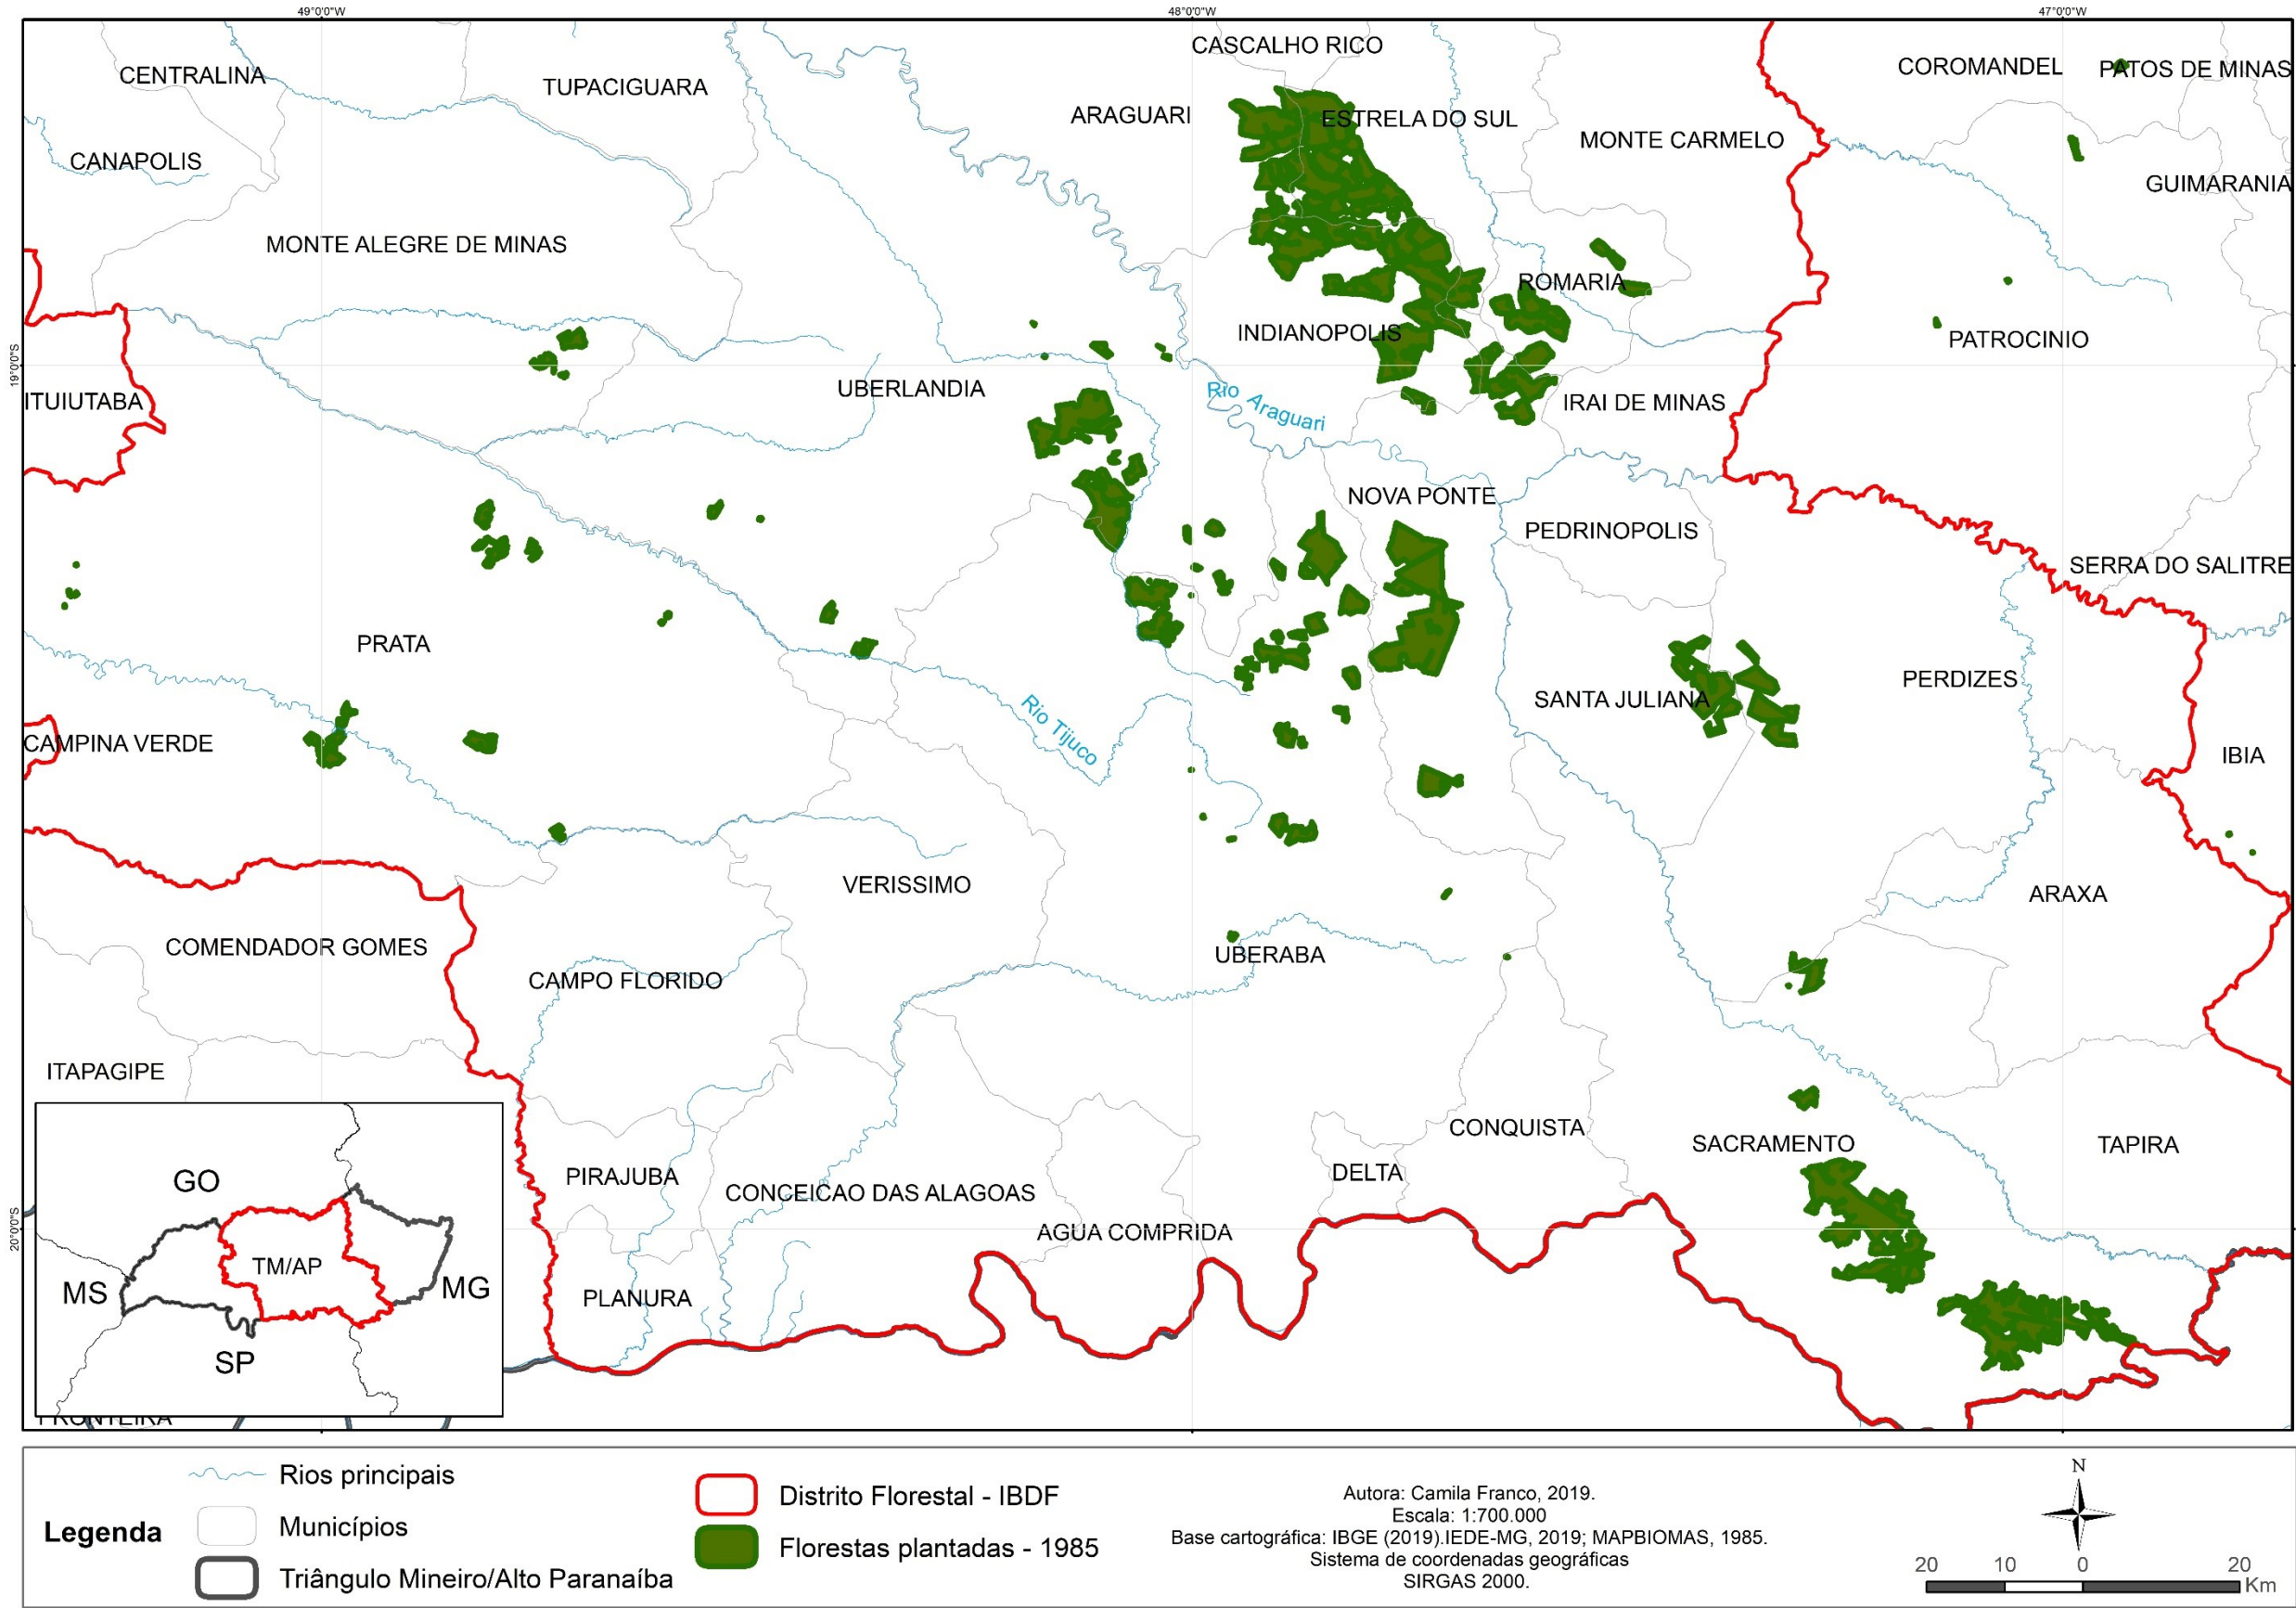 49°0'0"W
48°0'0"W
47°0'0"W
CASCALHO RICO
COROMANDEL
PATOS DE MINAS
CENTRALINA
TUPACIGUARA
ARAGUARI
ESTRELA DO SUL
MONTE CARMELO
CANAPOLIS
GUIMARANIA
MONTE ALEGRE DE MINAS
ROMARIA
INDIANOPOLIS
PATROCINIO
19°0'0"S
ITUIUTABA
UBERLANDIA
Rio Araguari
IRAI DE MINAS
NOVA PONTE
PEDRINOPOLIS
SERRA DO SALITRE
PRATA
PERDIZES
SANTA JULIANA
Rio Tijuco
CAMPINA VERDE
IBIA
VERISSIMO
ARAXA
COMENDADOR GOMES
UBERABA
CAMPO FLORIDO
ITAPAGIPE
CONQUISTA
SACRAMENTO
TAPIRA
PIRAJUBA
DELTA
CONCEICAO DAS ALAGOAS
AGUA COMPRIDA
20°0'0"S
PLANURA
GO
TM/AP
MS
MG
SP
FRONTEIRA
Legenda
Rios principais
Municípios
Triângulo Mineiro/Alto Paranaíba
Distrito Florestal - IBDF
Florestas plantadas - 1985
Autora: Camila Franco, 2019.
Escala: 1:700.000
Base cartográfica: IBGE (2019).IEDE-MG, 2019; MAPBIOMAS, 1985.
Sistema de coordenadas geográficas
SIRGAS 2000.
N
20 10 0 20
Km